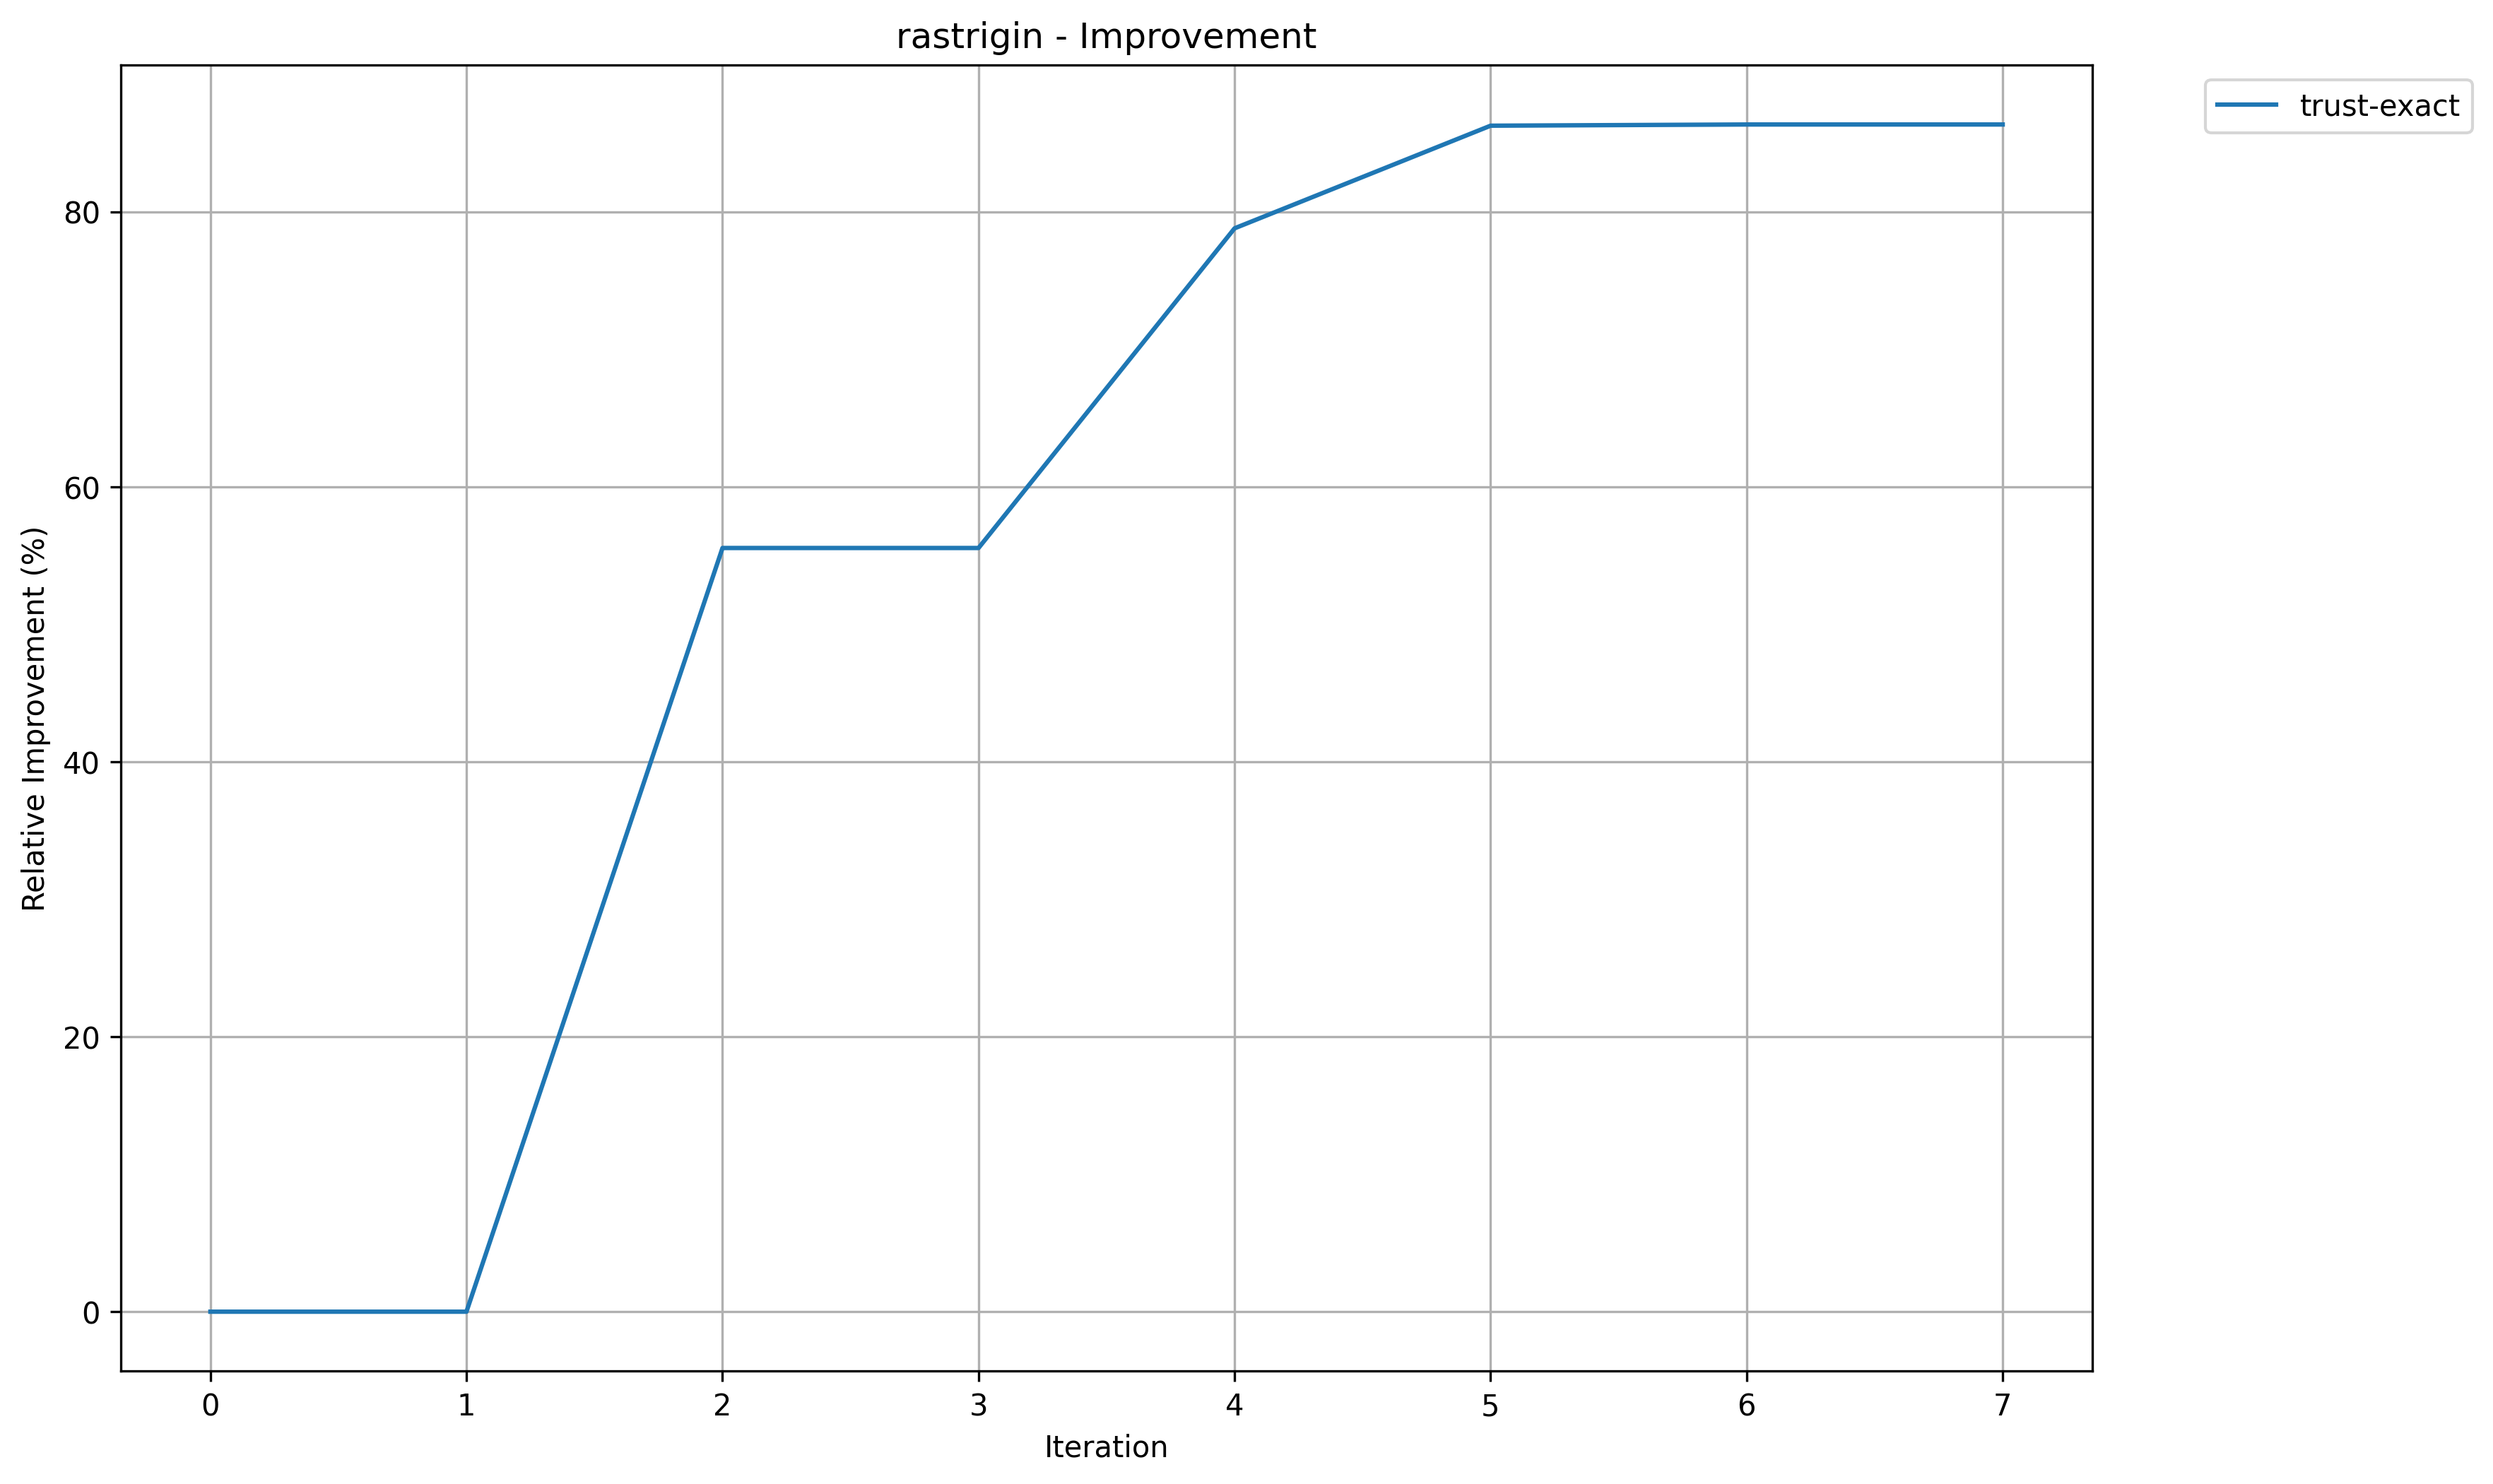 rastrigin - Improvement
trust-exact
80
60
40
20
0
Relative Improvement (%)
0 1 2 3 4 5 6 7
Iteration